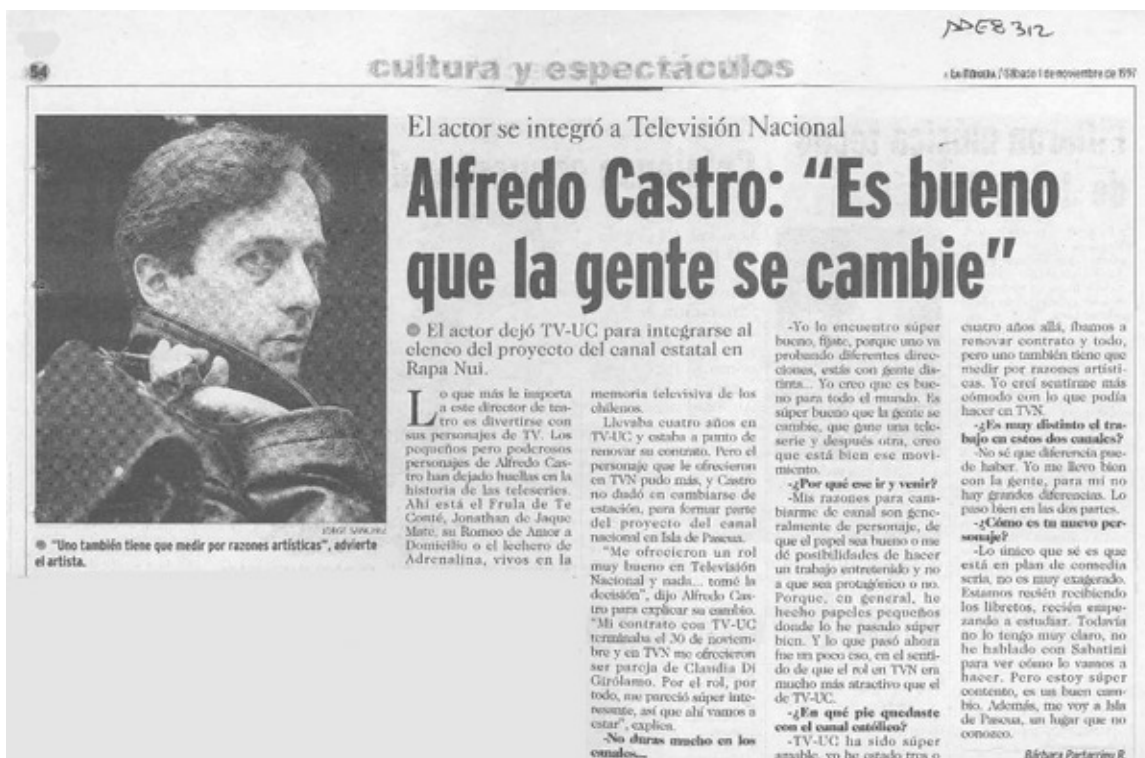 54
cultura y espectáculos
La Tribuna / Sábado 1 de noviembre de 1997
El actor se integró a Televisión Nacional
Alfredo Castro: “Es bueno
que la gente se cambie”
JORGE SANCHEZ
“Uno también tiene que medir por razones artísticas”, advierte
el artista.
El actor dejó TV-UC para integrarse al
elenco del proyecto del canal estatal en
Rapa Nui.
Lo que más le importa
a este director de tea-
tro es divertirse con
sus personajes de TV. Los
pequeños pero poderosos
personajes de Alfredo Cas-
tro han dejado huellas en la
historia de las teleseries.
Ahí está el Frula de Te
Conté, Jonathan de Jaque
Mate, su Romeo de Amor a
Domicilio o el lechero de
Adrenalina, vivos en la
memoria televisiva de los
chilenos.
Llevaba cuatro años en
TV-UC y estaba a punto de
renovar su contrato. Pero el
personaje que le ofrecieron
en TVN pudo más, y Castro
no dudó en cambiarse de
estación, para formar parte
del proyecto del canal
nacional en Isla de Pascua.
“Me ofrecieron un rol
muy bueno en Televisión
Nacional y nada... tomé la
decisión”, dijo Alfredo Cas-
tro para explicar su cambio.
“Mi contrato con TV-UC
terminaba el 30 de noviem-
bre y en TVN me ofrecieron
ser pareja de Claudia Di
Girólamo. Por el rol, por
todo, me pareció súper inte-
resante, así que ahí vamos a
estar”, explica.
-No duras mucho en los
canales...
-Yo lo encuentro súper
bueno, fíjate, porque uno va
probando diferentes direc-
ciones, estás con gente dis-
tinta... Yo creo que es bue-
no para todo el mundo. Es
súper bueno que la gente se
cambie, que gane una tele-
serie y después otra, creo
que está bien ese movi-
miento.
-¿Por qué ese ir y venir?
-Mis razones para cam-
biarme de canal son gene-
ralmente de personaje, de
que el papel sea bueno o me
dé posibilidades de hacer
un trabajo entretenido y no
a que sea protagónico o no.
Porque, en general, he
hecho papeles pequeños
donde lo he pasado súper
bien. Y lo que pasó ahora
fue un poco eso, en el senti-
do de que el rol en TVN era
mucho más atractivo que el
de TV-UC.
-¿En qué pie quedaste
con el canal católico?
-TV-UC ha sido súper
amable, yo he estado tres o
cuatro años allá, íbamos a
renovar contrato y todo,
pero uno también tiene que
medir por razones artísti-
cas. Yo creí sentirme más
cómodo con lo que podía
hacer en TVN.
-¿Es muy distinto el tra-
bajo en estos dos canales?
-No sé que diferencia pue-
de haber. Yo me llevo bien
con la gente, para mí no
hay grandes diferencias. Lo
paso bien en las dos partes.
-¿Cómo es tu nuevo per-
sonaje?
-Lo único que sé es que
está en plan de comedia
seria, no es muy exagerado.
Estamos recién recibiendo
los libretos, recién empe-
zando a estudiar. Todavía
no lo tengo muy claro, no
he hablado con Sabatini
para ver cómo lo vamos a
hacer. Pero estoy súper
contento, es un buen cam-
bio. Además, me voy a Isla
de Pascua, un lugar que no
conozco.
Bárbara Partarrieu R.